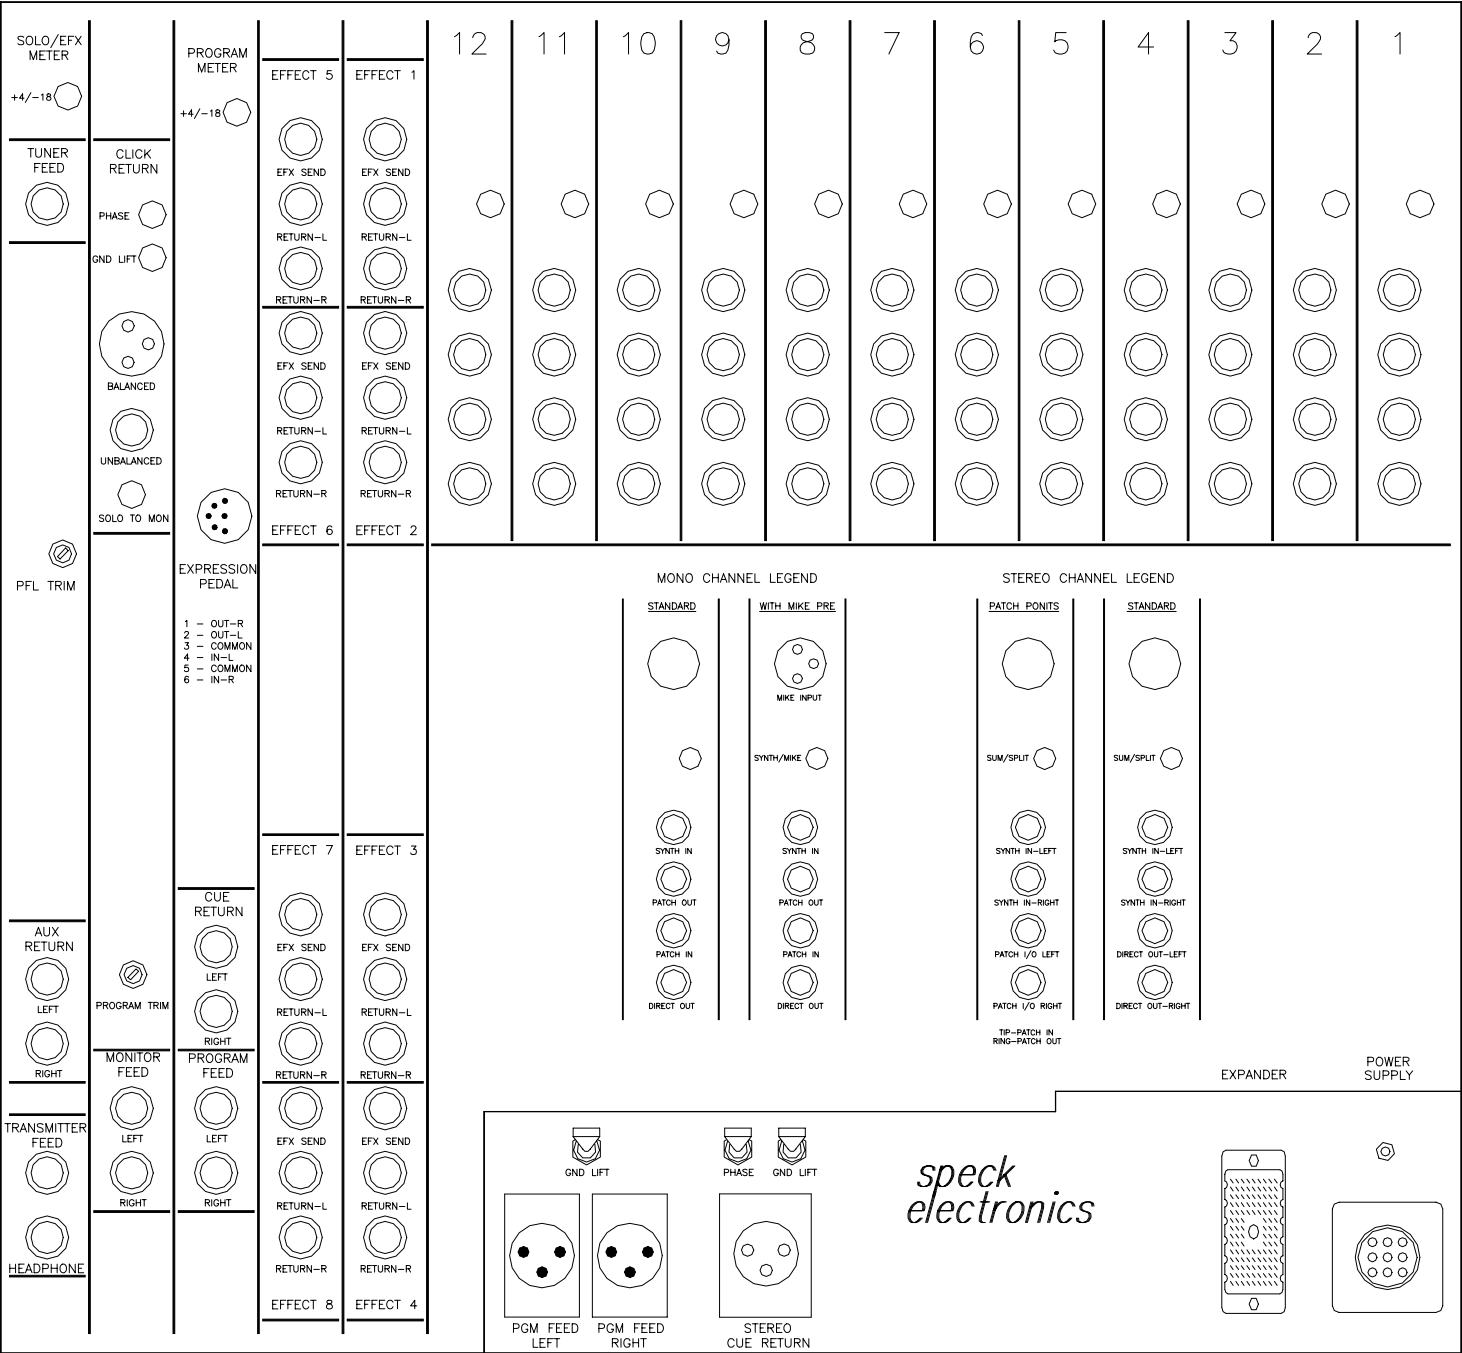 SOLO/EFX
METER
+4/-18
TUNER
FEED
PFL TRIM
AUX
RETURN
LEFT
RIGHT
TRANSMITTER
FEED
HEADPHONE
CLICK
RETURN
PHASE
GND LIFT
BALANCED
UNBALANCED
SOLO TO MON
PROGRAM TRIM
MONITOR
FEED
LEFT
RIGHT
PROGRAM
METER
+4/-18
EXPRESSION
PEDAL
1 - OUT-R
2 - OUT-L
3 - COMMON
4 - IN-L
5 - COMMON
6 - IN-R
CUE
RETURN
LEFT
RIGHT
PROGRAM
FEED
LEFT
RIGHT
EFFECT 5
EFX SEND
RETURN-L
RETURN-R
EFX SEND
RETURN-L
RETURN-R
EFFECT 6
EFFECT 7
EFX SEND
RETURN-L
RETURN-R
EFX SEND
RETURN-L
RETURN-R
EFFECT 8
EFFECT 1
EFX SEND
RETURN-L
RETURN-R
EFX SEND
RETURN-L
RETURN-R
EFFECT 2
EFFECT 3
EFX SEND
RETURN-L
RETURN-R
EFX SEND
RETURN-L
RETURN-R
EFFECT 4
12 11 10 9 8 7 6 5 4 3 2 1
MONO CHANNEL LEGEND
STANDARD
SYNTH IN
PATCH OUT
PATCH IN
DIRECT OUT
WITH MIKE PRE
MIKE INPUT
SYNTH/MIKE
SYNTH IN
PATCH OUT
PATCH IN
DIRECT OUT
STEREO CHANNEL LEGEND
PATCH PONITS
SUM/SPLIT
SYNTH IN-LEFT
SYNTH IN-RIGHT
PATCH I/O LEFT
PATCH I/O RIGHT
TIP-PATCH IN
RING-PATCH OUT
STANDARD
SUM/SPLIT
SYNTH IN-LEFT
SYNTH IN-RIGHT
DIRECT OUT-LEFT
DIRECT OUT-RIGHT
EXPANDER
POWER
SUPPLY
GND LIFT
PHASE
GND LIFT
speck
electronics
PGM FEED
LEFT
PGM FEED
RIGHT
STEREO
CUE RETURN